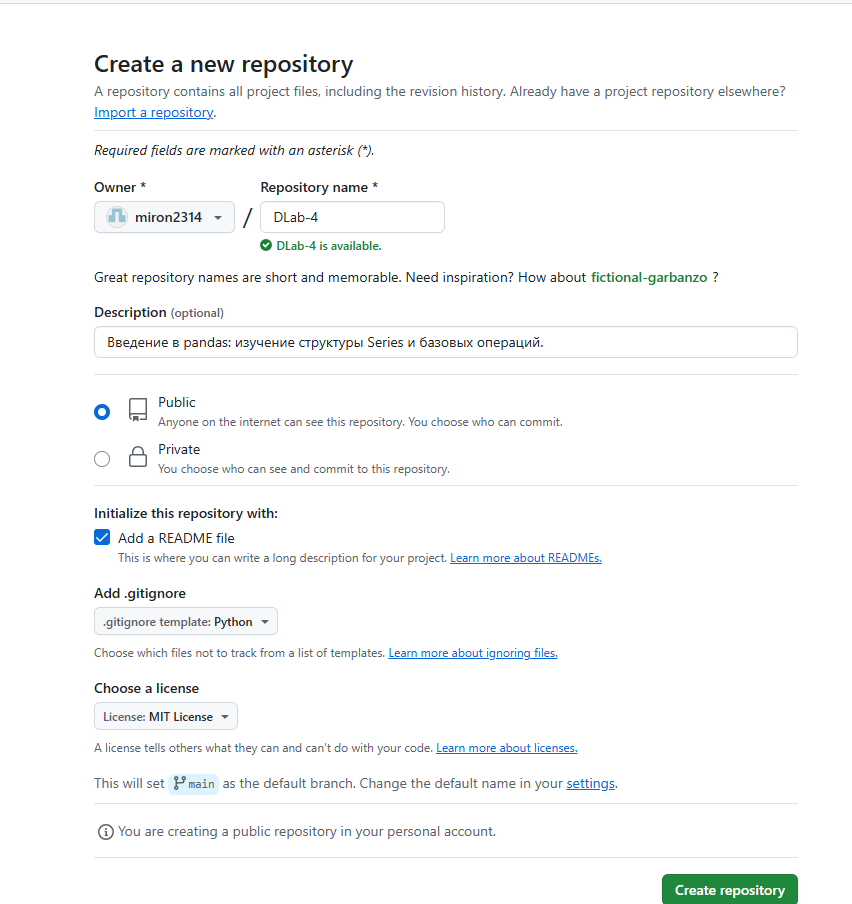 Create a new repository
A repository contains all project files, including the revision history. Already have a project repository elsewhere?
Import a repository.
Required fields are marked with an asterisk (*).
Owner * Repository name *
miron2314 / DLab-4
DLab-4 is available.
Great repository names are short and memorable. Need inspiration? How about fictional-garbanzo ?
Description (optional)
Введение в pandas: изучение структуры Series и базовых операций.
Public
Anyone on the internet can see this repository. You choose who can commit.
Private
You choose who can see and commit to this repository.
Initialize this repository with:
Add a README file
This is where you can write a long description for your project. Learn more about READMEs.
Add .gitignore
.gitignore template: Python
Choose which files not to track from a list of templates. Learn more about ignoring files.
Choose a license
License: MIT License
A license tells others what they can and can't do with your code. Learn more about licenses.
This will set main as the default branch. Change the default name in your settings.
You are creating a public repository in your personal account.
Create repository